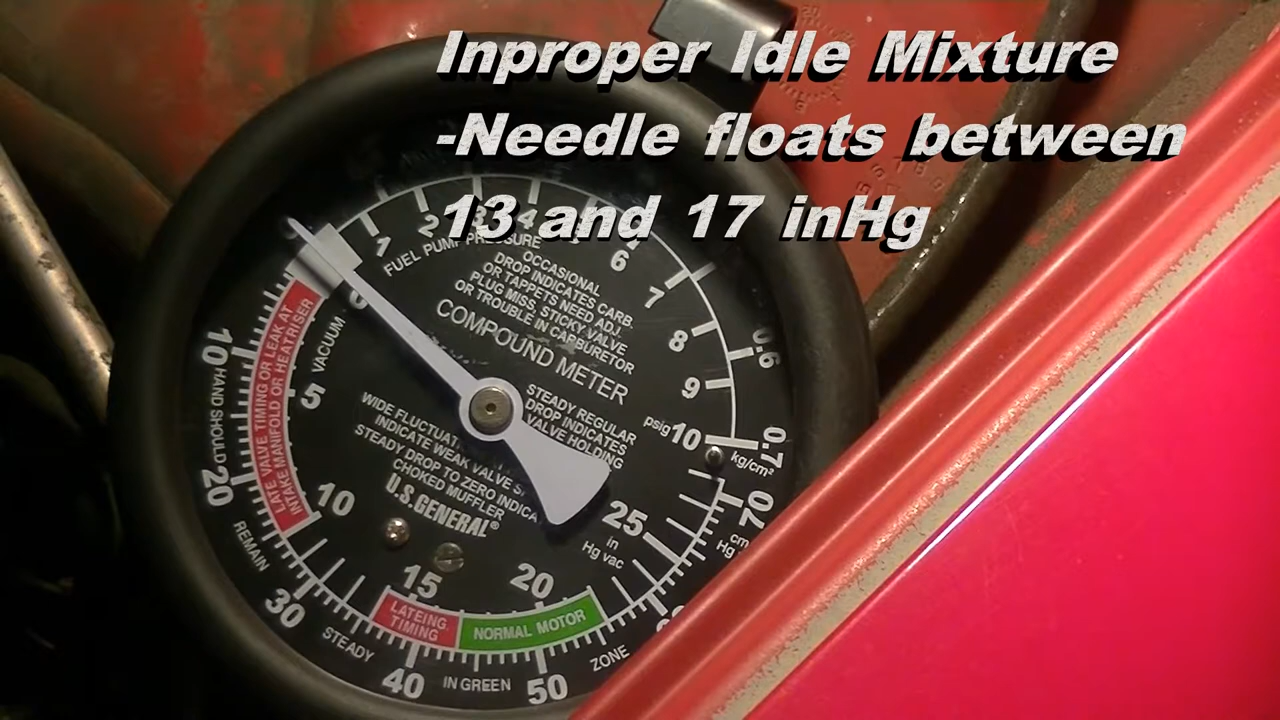 Inproper Idle Mixture
-Needle floats between
13 and 17 inHg
1
2
3
4
6
7
8
9
psig 10
0.6
0.7
kg/cm²
FUEL PUMP PRESSURE
OCCASIONAL
DROP INDICATES CARB.
OR TAPPETS NEED ADJ.
PLUG MISS, STICKY VALVE
OR TROUBLE IN CARBURETOR
COMPOUND METER
STEADY REGULAR
DROP INDICATES
VALVE HOLDING
WIDE
INDICATE WEAK VALVE
STEADY DROP TO ZERO
CHOKED MUFFLER
U.S. GENERAL®
0
VACUUM
5
10
15
20
25
in
Hg vac
LATE VALVE TIMING OR LEAK AT
INTAKE MANIFOLD OR HEATRISER
LATEING
TIMING
NORMAL MOTOR
10
HAND SHOULD
20
REMAIN
30
STEADY
40
IN GREEN
50
ZONE
70
cm
Hg